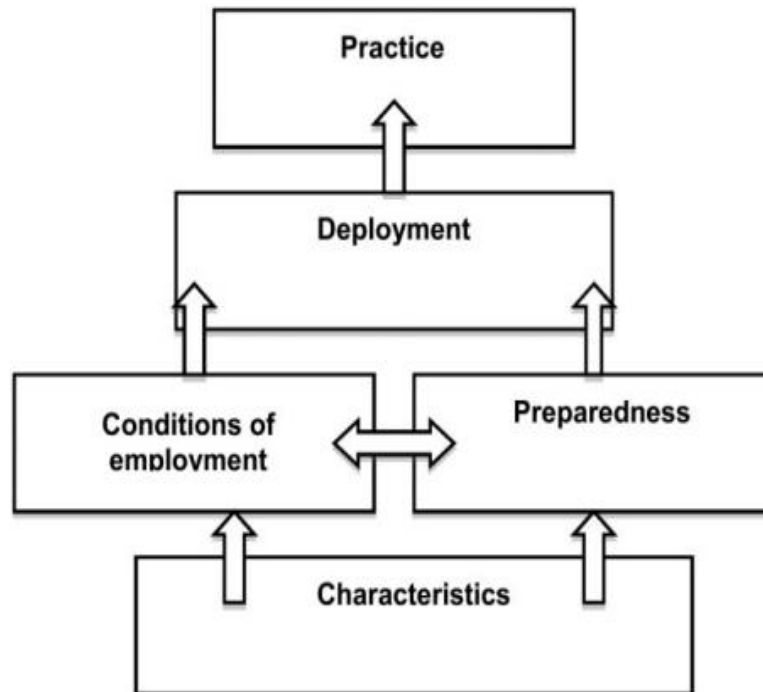 Practice
Deployment
Conditions of
employment
Preparedness
Characteristics